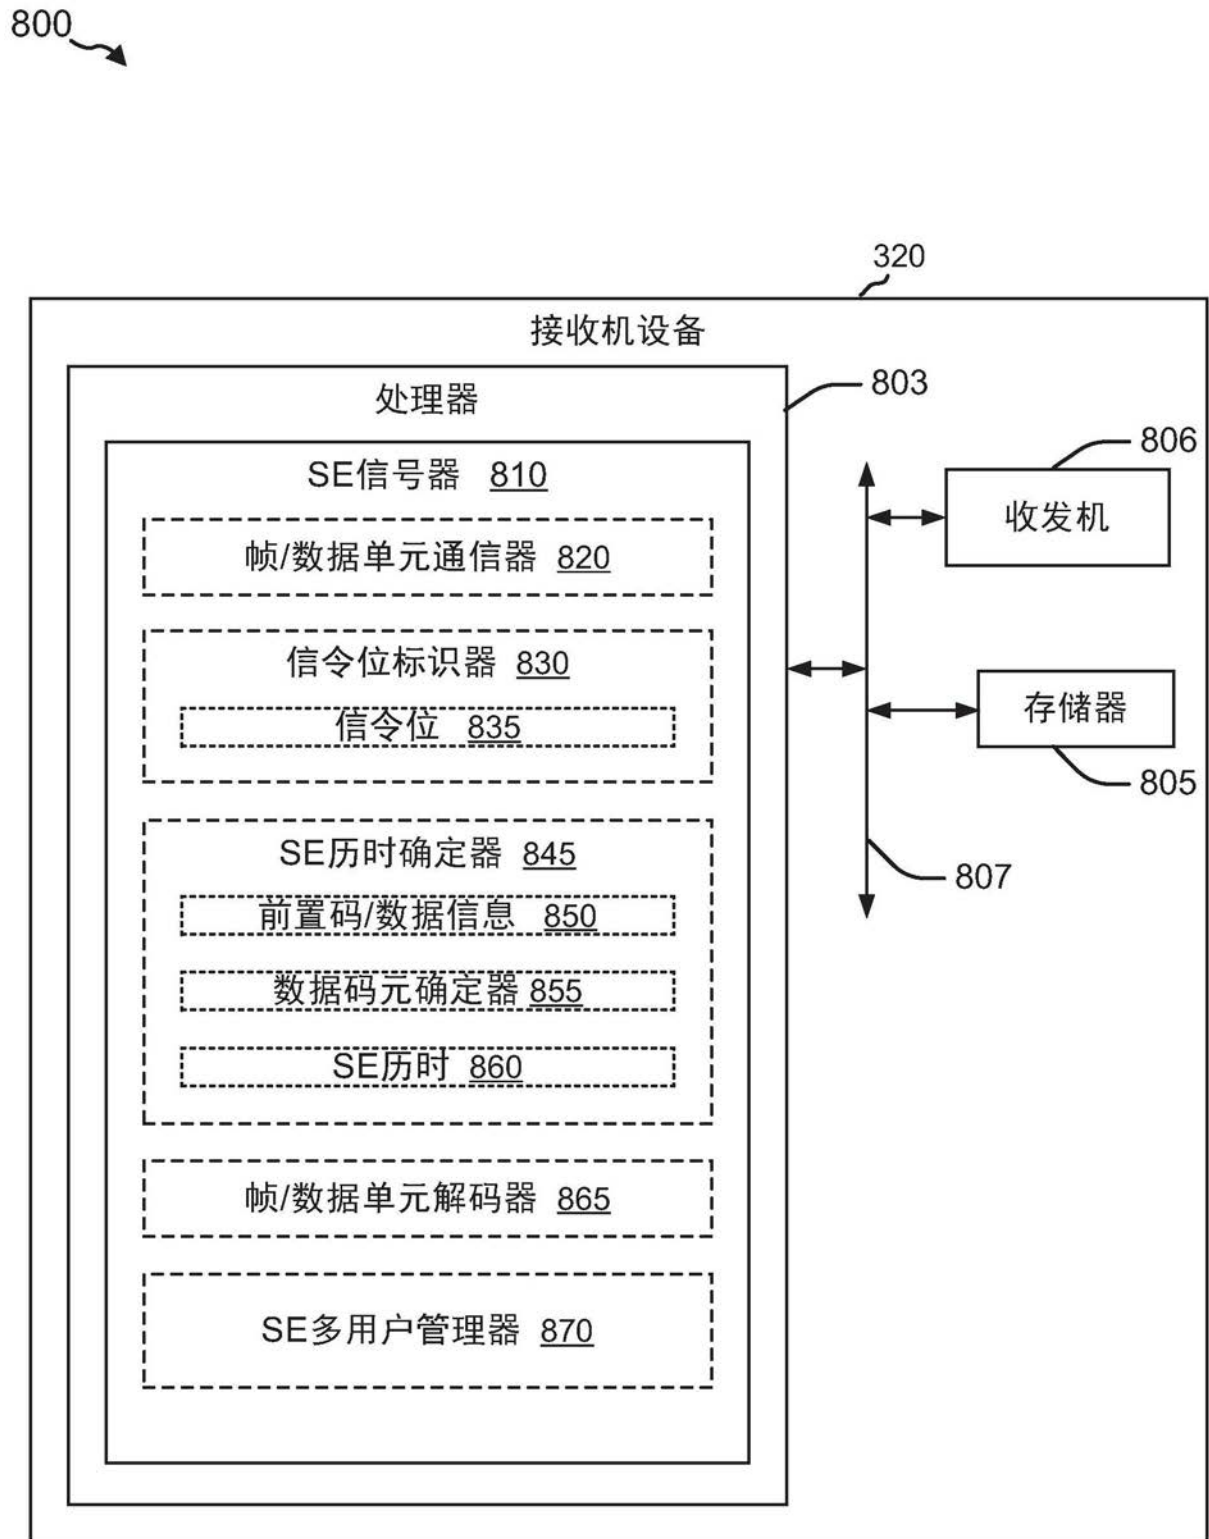 800
320
接收机设备
处理器
803
SE信号器 810
806
收发机
帧/数据单元通信器 820
信令位标识器 830
信令位 835
存储器
805
SE历时确定器 845
807
前置码/数据信息 850
数据码元确定器 855
SE历时 860
帧/数据单元解码器 865
SE多用户管理器 870